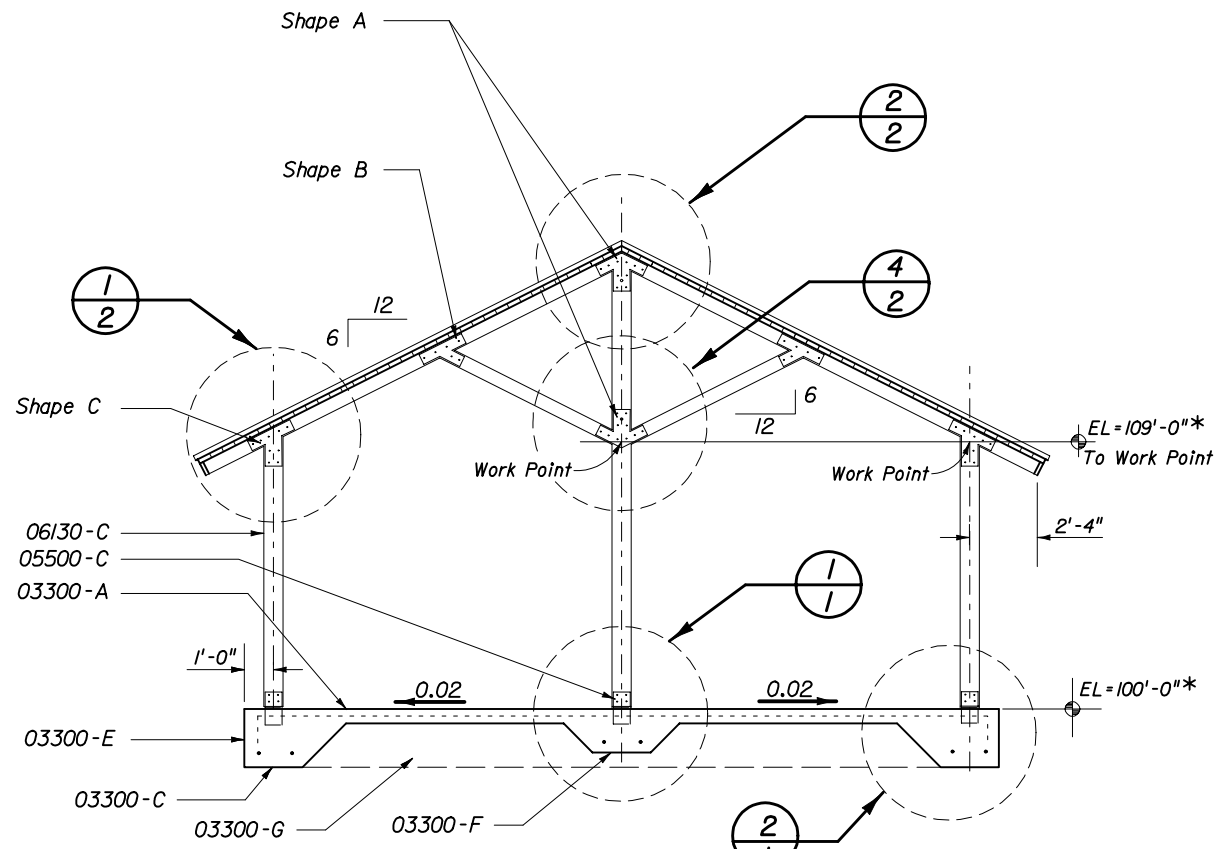 Shape A
2
2
Shape B
4
2
1
2
12
6
6
12
Shape C
EL=109'-0"*
To Work Point
Work Point
Work Point
06130-C
2'-4"
05500-C
03300-A
1
1
1'-0"
0.02
0.02
EL=100'-0"*
03300-E
03300-C
03300-G
03300-F
2